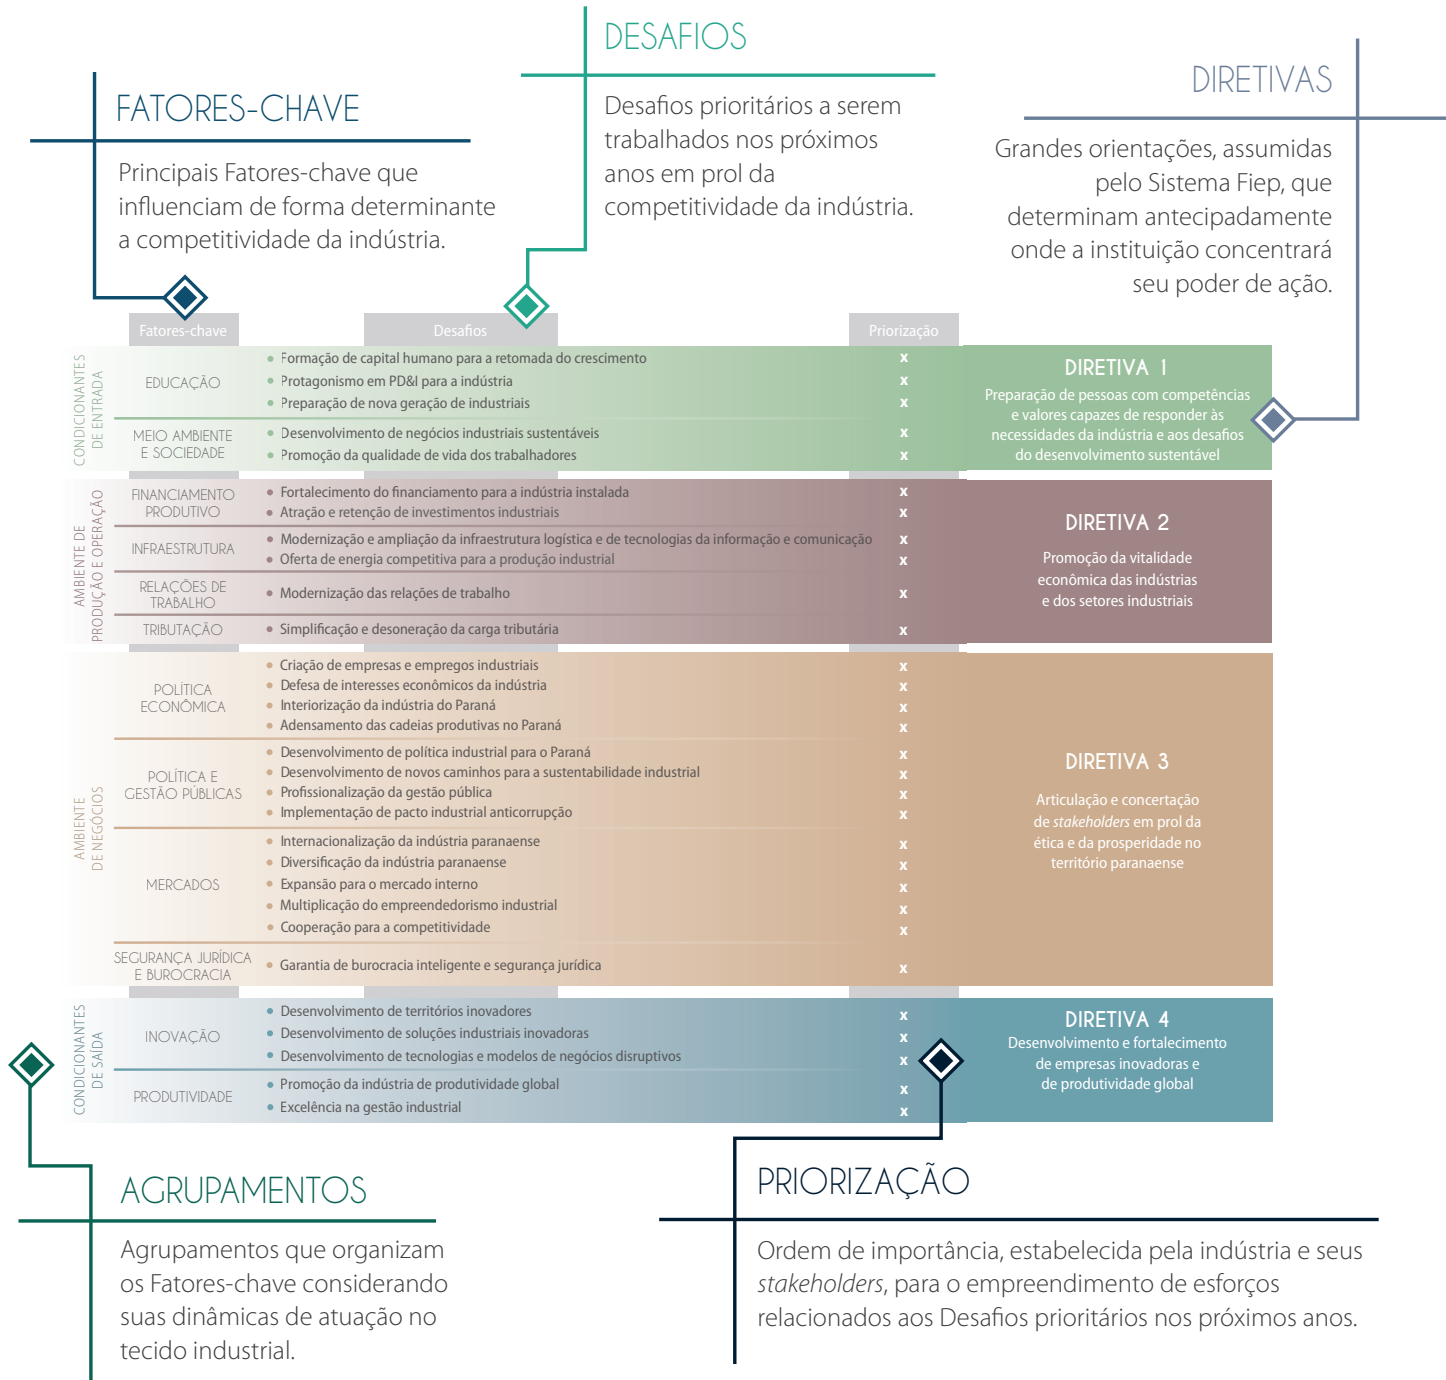 FATORES-CHAVE
Principais Fatores-chave que
influenciam de forma determinante
a competitividade da indústria.
DESAFIOS
Desafios prioritários a serem
trabalhados nos próximos
anos em prol da
competitividade da indústria.
DIRETIVAS
Grandes orientações, assumidas
pelo Sistema Fiep, que
determinam antecipadamente
onde a instituição concentrará
seu poder de ação.
Fatores-chave
Desafios
Priorização
CONDICIONANTES
DE ENTRADA
EDUCAÇÃO
• Formação de capital humano para a retomada do crescimento
x
• Protagonismo em PD&I para a indústria
x
• Preparação de nova geração de industriais
x
MEIO AMBIENTE
E SOCIEDADE
• Desenvolvimento de negócios industriais sustentáveis
x
• Promoção da qualidade de vida dos trabalhadores
x
DIRETIVA 1
Preparação de pessoas com competências
e valores capazes de responder às
necessidades da indústria e aos desafios
do desenvolvimento sustentável
AMBIENTE DE
PRODUÇÃO E OPERAÇÃO
FINANCIAMENTO
PRODUTIVO
• Fortalecimento do financiamento para a indústria instalada
x
• Atração e retenção de investimentos industriais
x
INFRAESTRUTURA
• Modernização e ampliação da infraestrutura logística e de tecnologias da informação e comunicação
x
• Oferta de energia competitiva para a produção industrial
x
RELAÇÕES DE
TRABALHO
• Modernização das relações de trabalho
x
TRIBUTAÇÃO
• Simplificação e desoneração da carga tributária
x
DIRETIVA 2
Promoção da vitalidade
econômica das indústrias
e dos setores industriais
AMBIENTE
DE NEGÓCIOS
POLÍTICA
ECONÔMICA
• Criação de empresas e empregos industriais
x
• Defesa de interesses econômicos da indústria
x
• Interiorização da indústria do Paraná
x
• Adensamento das cadeias produtivas no Paraná
x
POLÍTICA E
GESTÃO PÚBLICAS
• Desenvolvimento de política industrial para o Paraná
x
• Desenvolvimento de novos caminhos para a sustentabilidade industrial
x
• Profissionalização da gestão pública
x
• Implementação de pacto industrial anticorrupção
x
MERCADOS
• Internacionalização da indústria paranaense
x
• Diversificação da indústria paranaense
x
• Expansão para o mercado interno
x
• Multiplicação do empreendedorismo industrial
x
• Cooperação para a competitividade
x
SEGURANÇA JURÍDICA
E BUROCRACIA
• Garantia de burocracia inteligente e segurança jurídica
x
DIRETIVA 3
Articulação e concertação
de stakeholders em prol da
ética e da prosperidade no
território paranaense
CONDICIONANTES
DE SAÍDA
INOVAÇÃO
• Desenvolvimento de territórios inovadores
x
• Desenvolvimento de soluções industriais inovadoras
x
• Desenvolvimento de tecnologias e modelos de negócios disruptivos
x
PRODUTIVIDADE
• Promoção da indústria de produtividade global
x
• Excelência na gestão industrial
x
DIRETIVA 4
Desenvolvimento e fortalecimento
de empresas inovadoras e
de produtividade global
AGRUPAMENTOS
Agrupamentos que organizam
os Fatores-chave considerando
suas dinâmicas de atuação no
tecido industrial.
PRIORIZAÇÃO
Ordem de importância, estabelecida pela indústria e seus
stakeholders, para o empreendimento de esforços
relacionados aos Desafios prioritários nos próximos anos.